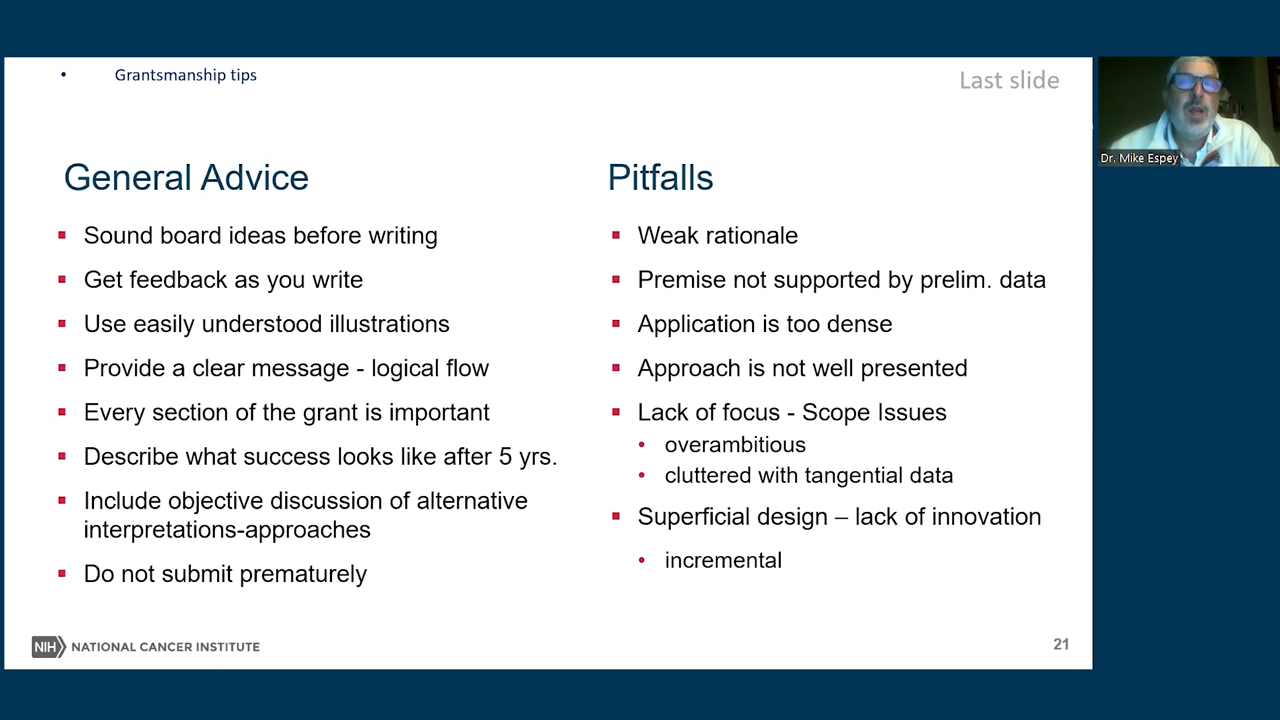 • Grantsmanship tips
Last slide
General Advice
Sound board ideas before writing
Get feedback as you write
Use easily understood illustrations
Provide a clear message - logical flow
Every section of the grant is important
Describe what success looks like after 5 yrs.
Include objective discussion of alternative
interpretations-approaches
Do not submit prematurely
Pitfalls
Weak rationale
Premise not supported by prelim. data
Application is too dense
Approach is not well presented
Lack of focus - Scope Issues
• overambitious
• cluttered with tangential data
Superficial design – lack of innovation
• incremental
NIH NATIONAL CANCER INSTITUTE
21
Dr. Mike Espey